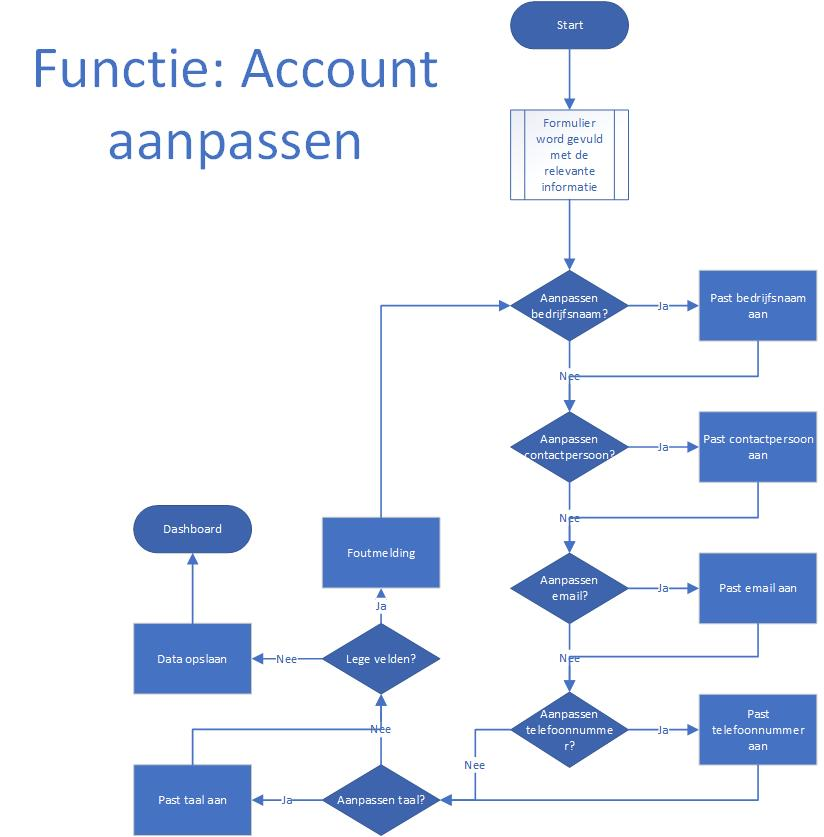 Functie: Account
aanpassen
Start
Formulier
word gevuld
met de
relevante
informatie
Aanpassen
bedrijfsnaam?
Ja
Past bedrijfsnaam
aan
Nee
Aanpassen
contactpersoon?
Ja
Past contactpersoon
aan
Nee
Aanpassen
email?
Ja
Past email aan
Nee
Aanpassen
telefoonnumme
r?
Ja
Past
telefoonnummer
aan
Nee
Aanpassen taal?
Ja
Past taal aan
Nee
Lege velden?
Ja
Foutmelding
Nee
Data opslaan
Dashboard